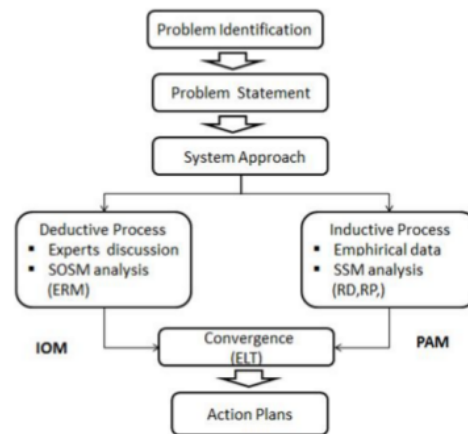 Problem Identification
Problem Statement
System Approach
Deductive Process
▪ Experts discussion
▪ SOSM analysis
(ERM)
Inductive Process
▪ Emphirical data
▪ SSM analysis
(RD,RP,)
IOM
Convergence
(ELT)
PAM
Action Plans